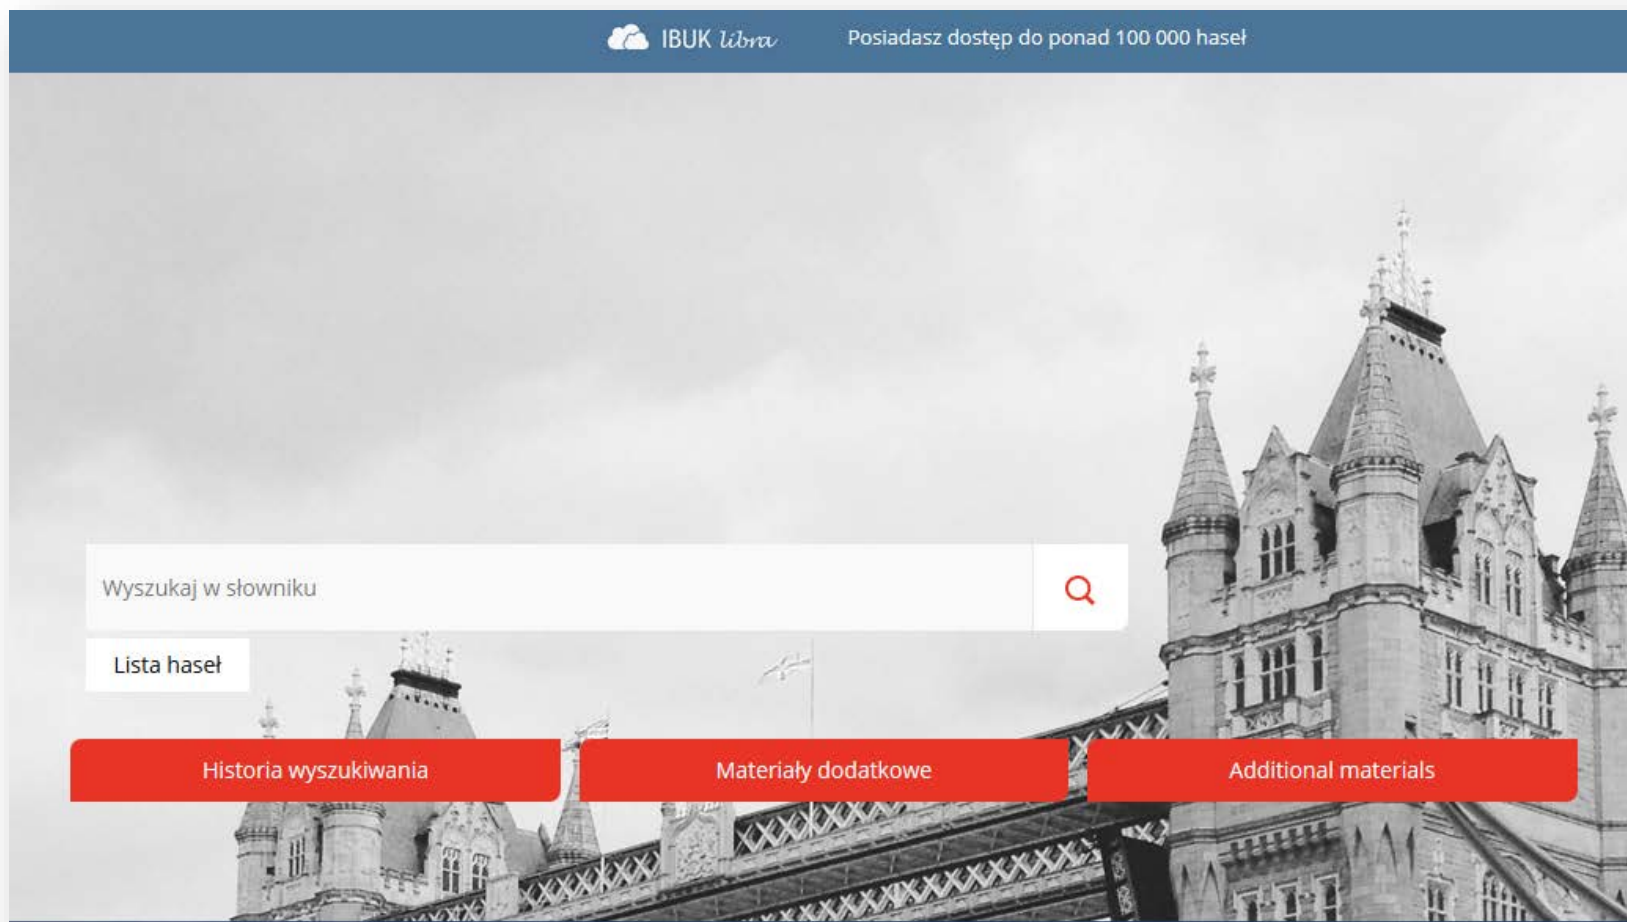 IBUK libra
Posiadasz dostęp do ponad 100 000 haseł
Wyszukaj w słowniku
Lista haseł
Historia wyszukiwania
Materiały dodatkowe
Additional materials